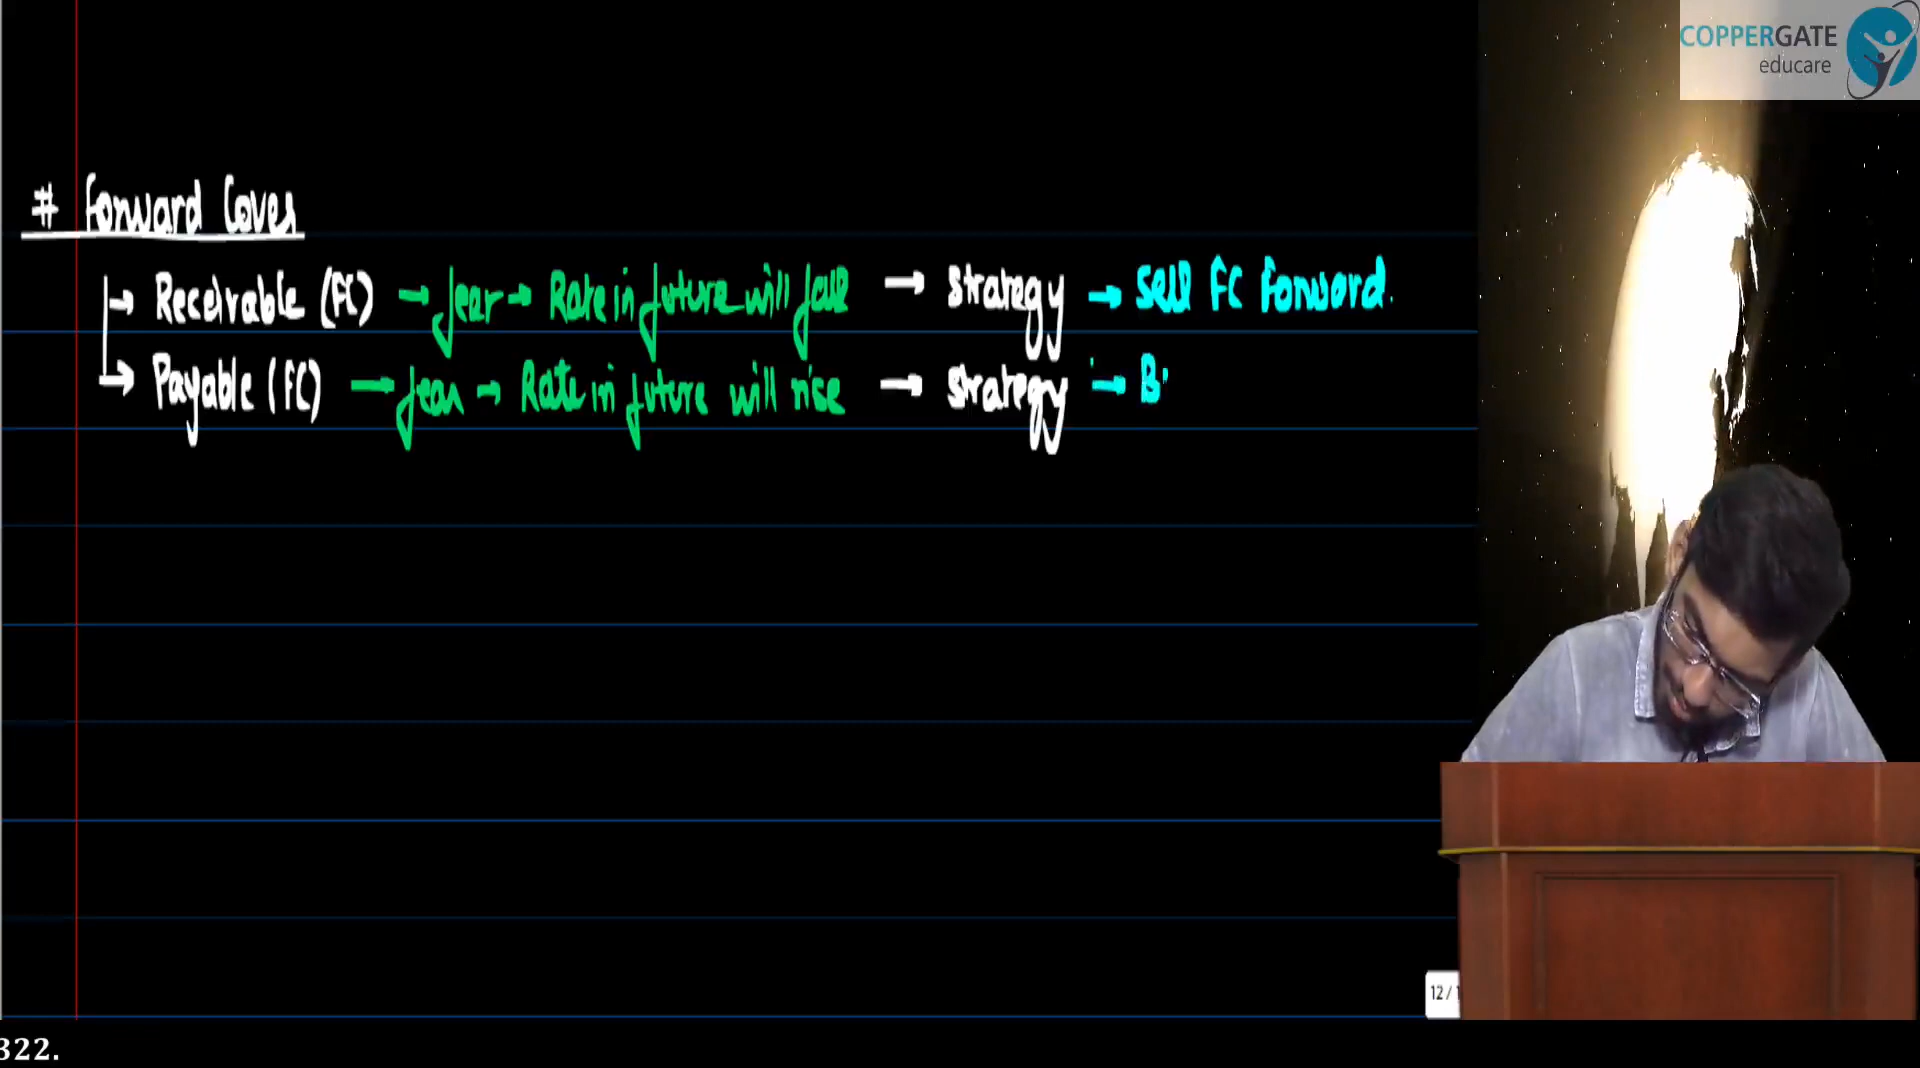 COPPERGATE
educare
# Forward Cover
→ Receivable (FC) → fear → Rate in future will fall → strategy → Sell FC Forward.
→ Payable (FC) → fear → Rate in future will rise → strategy → B
12 / 1
322.